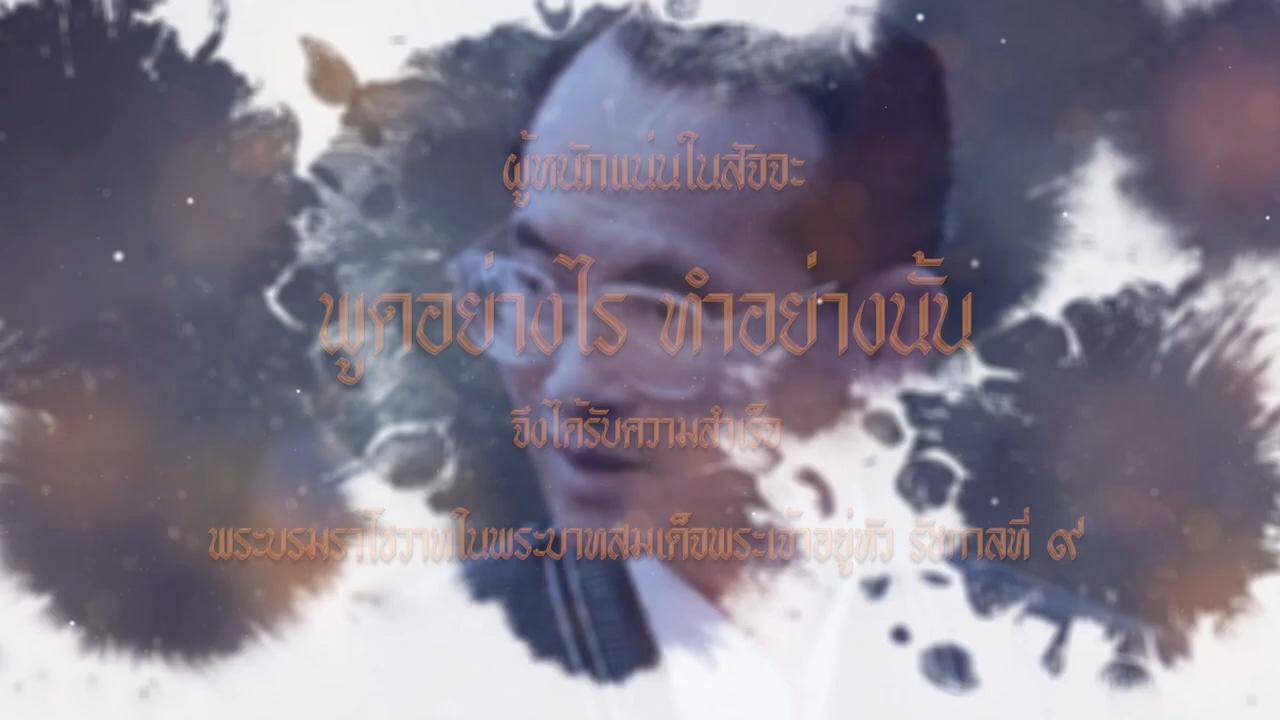 ผู้หนักแน่นในสัจจะ
พูดอย่างไร ทำอย่างนั้น
จึงได้รับความสำเร็จ
พระบรมราโชวาทในพระบาทสมเด็จพระเจ้าอยู่หัว รัชกาลที่ ๙